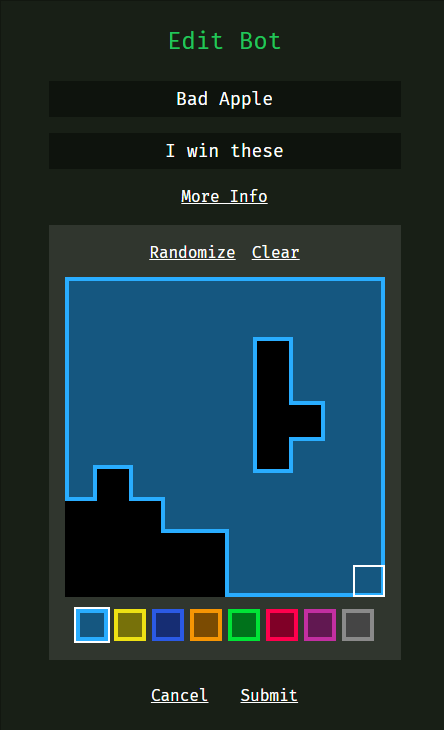 Edit Bot
Bad Apple
I win these
More Info
Randomize Clear
Cancel Submit